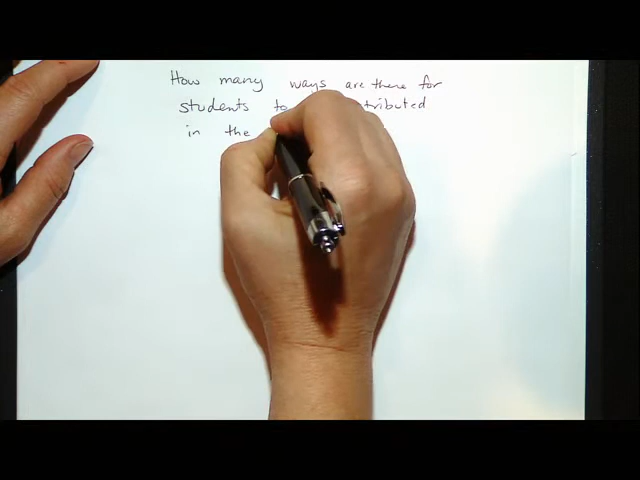 How many ways are there for
students to tributed
in the